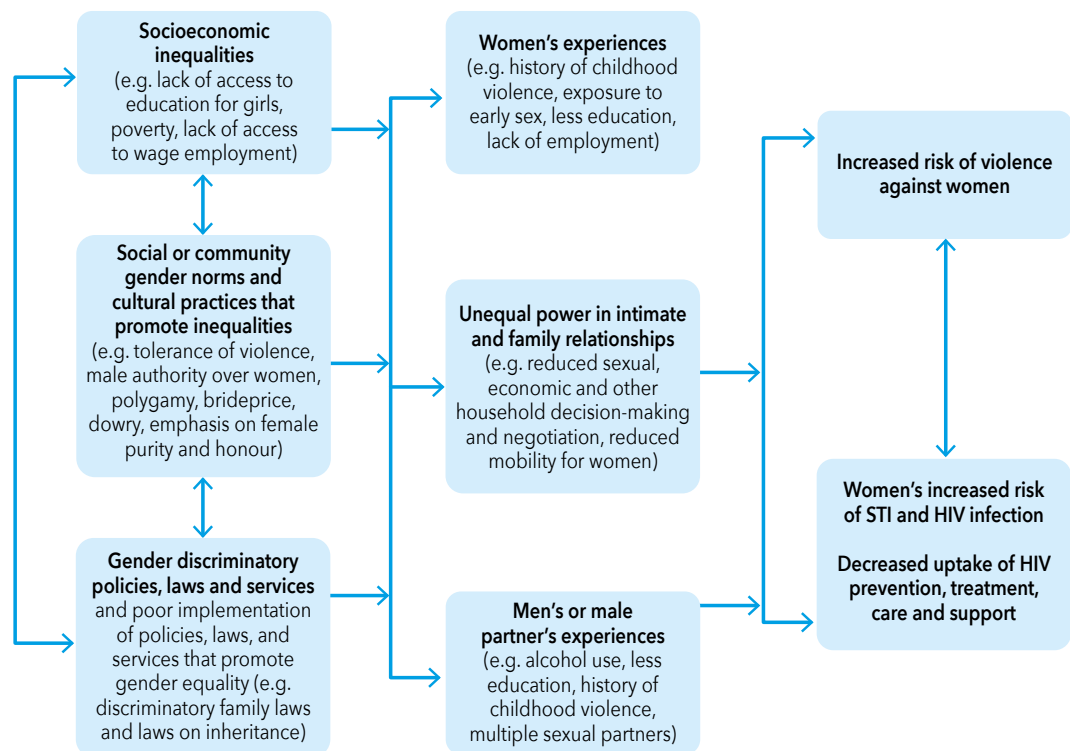 Socioeconomic
inequalities
(e.g. lack of access to
education for girls,
poverty, lack of access
to wage employment)
Social or community
gender norms and
cultural practices that
promote inequalities
(e.g. tolerance of violence,
male authority over women,
polygamy, brideprice,
dowry, emphasis on female
purity and honour)
Gender discriminatory
policies, laws and services
and poor implementation
of policies, laws, and
services that promote
gender equality (e.g.
discriminatory family laws
and laws on inheritance)
Women’s experiences
(e.g. history of childhood
violence, exposure to
early sex, less education,
lack of employment)
Unequal power in intimate
and family relationships
(e.g. reduced sexual,
economic and other
household decision-making
and negotiation, reduced
mobility for women)
Men’s or male
partner’s experiences
(e.g. alcohol use, less
education, history of
childhood violence,
multiple sexual partners)
Increased risk of violence
against women
Women’s increased risk
of STI and HIV infection
Decreased uptake of HIV
prevention, treatment,
care and support